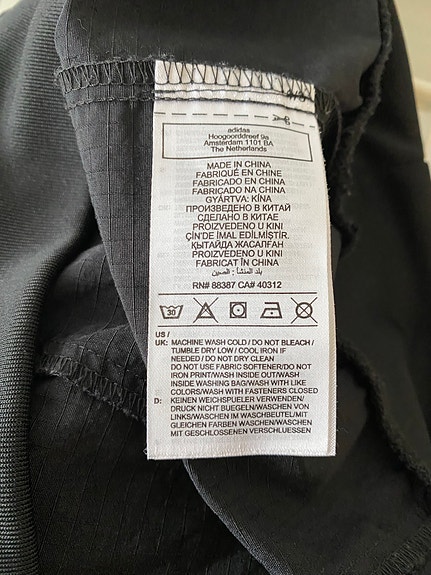 adidas
Hoogoorddreef 9a
Amsterdam 1101 BA
The Netherlands
MADE IN CHINA
FABRIQUÉ EN CHINE
FABRICADO EN CHINA
FABRICADO NA CHINA
GYÁRTVA: KÍNA
ПРОИЗВЕДЕНО В КИТАЙ
СДЕЛАНО В КИТАЕ
PROIZVEDENO U KINI
ÇİN'DE İMAL EDİLMİŞTİR.
ҚЫТАЙДА ЖАСАЛҒАН
PROIZVEDENO U KINI
FABRICAT ÎN CHINA
بلد المنشأ : الصين
RN# 88387 CA# 40312
30
US /
UK: MACHINE WASH COLD / DO NOT BLEACH /
TUMBLE DRY LOW / COOL IRON IF
NEEDED / DO NOT DRY CLEAN
DO NOT USE FABRIC SOFTENER/DO NOT
IRON PRINT/WASH INSIDE OUT/WASH
INSIDE WASHING BAG/WASH WITH LIKE
COLORS/WASH WITH FASTENERS CLOSED
D: KEINEN WEICHSPUELER VERWENDEN/
DRUCK NICHT BUEGELN/WASCHEN VON
LINKS/WASCHEN IM WASCHBEUTEL/MIT
GLEICHEN FARBEN WASCHEN/WASCHEN
MIT GESCHLOSSENEN VERSCHLUESSEN